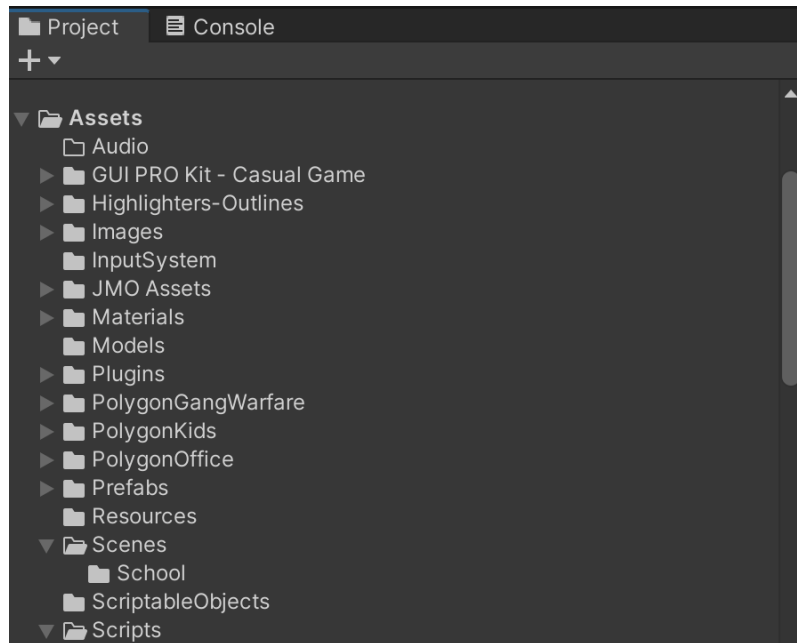 Project Console
Assets
Audio
GUI PRO Kit - Casual Game
Highlighters-Outlines
Images
InputSystem
JMO Assets
Materials
Models
Plugins
PolygonGangWarfare
PolygonKids
PolygonOffice
Prefabs
Resources
Scenes
School
ScriptableObjects
Scripts